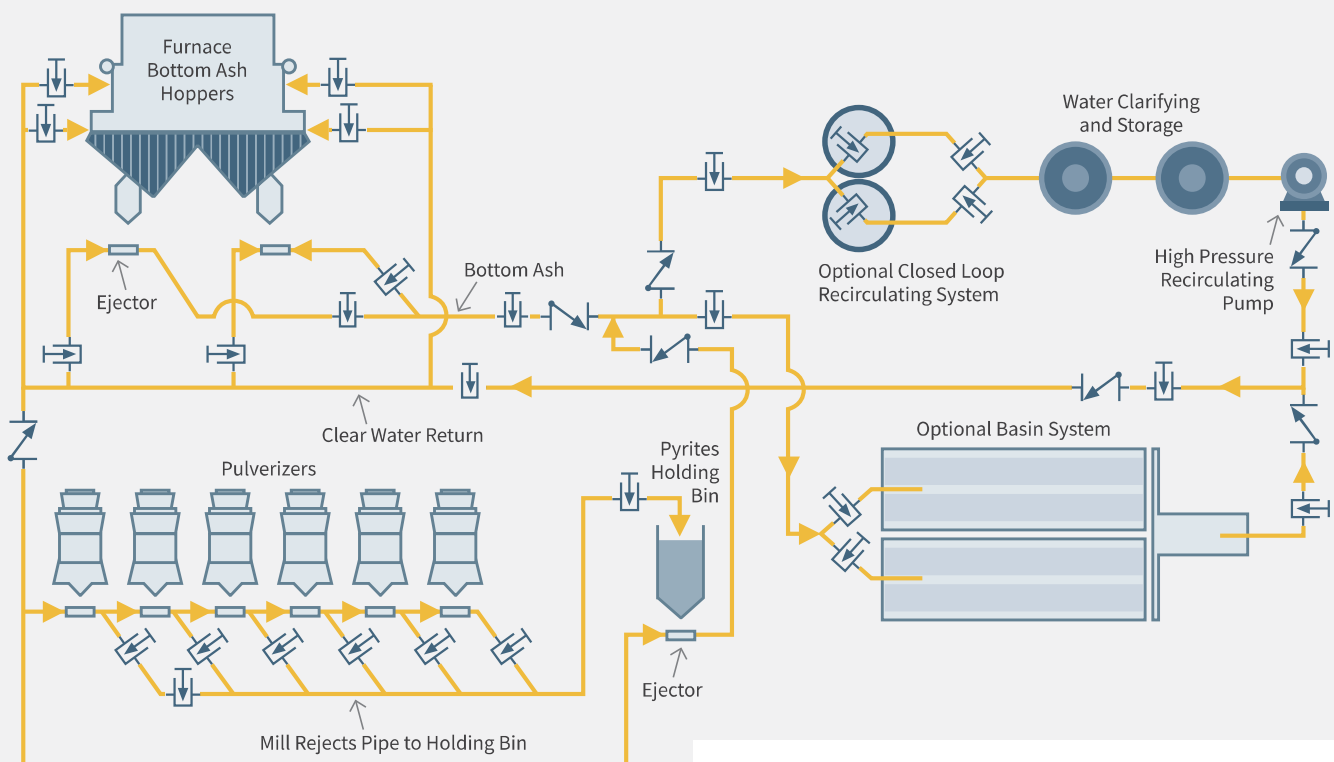 Furnace
Bottom Ash
Hoppers
Water Clarifying
and Storage
Bottom Ash
Optional Closed Loop
Recirculating System
High Pressure
Recirculating
Pump
Ejector
Clear Water Return
Optional Basin System
Pulverizers
Pyrites
Holding
Bin
Ejector
Mill Rejects Pipe to Holding Bin